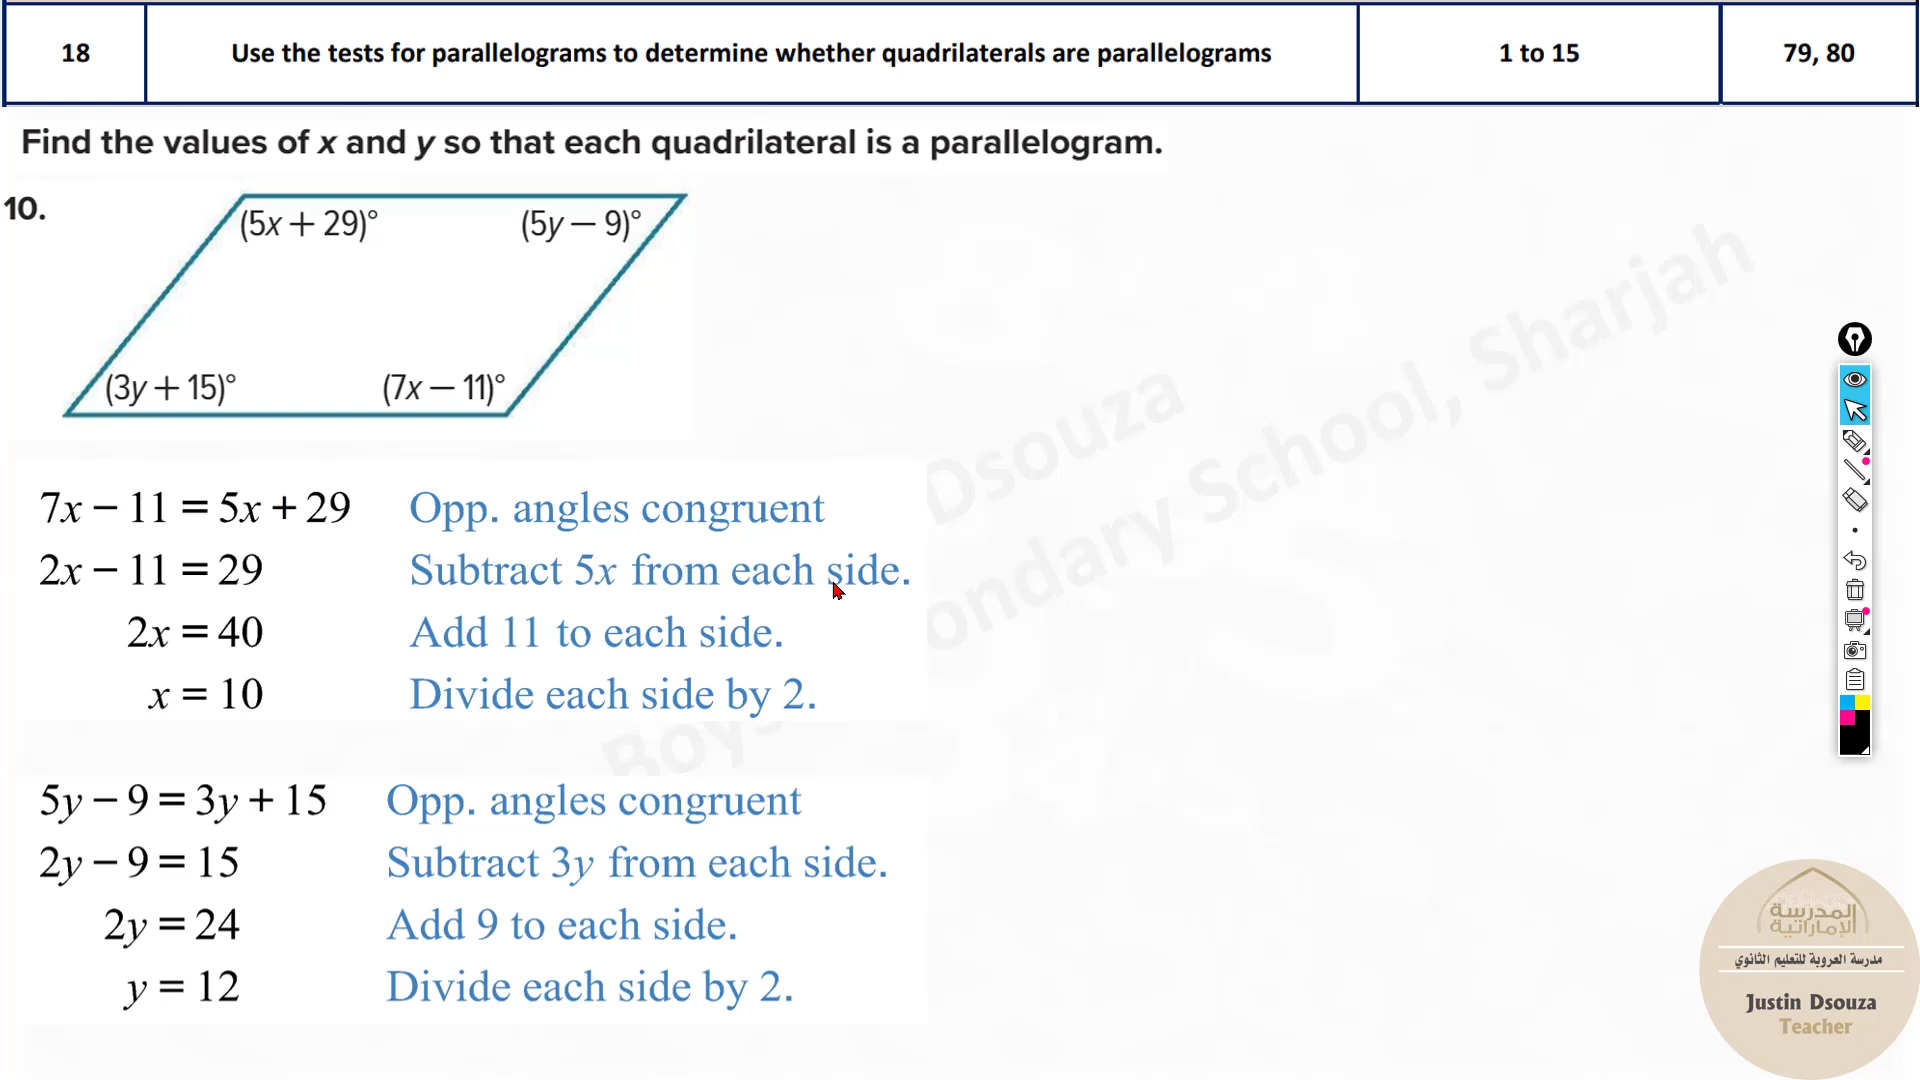 18 Use the tests for parallelograms to determine whether quadrilaterals are parallelograms 1 to 15 79, 80
Find the values of x and y so that each quadrilateral is a parallelogram.
10.
(5x + 29)° (5y − 9)°
(3y + 15)° (7x − 11)°
7x − 11 = 5x + 29 Opp. angles congruent
2x − 11 = 29 Subtract 5x from each side.
2x = 40 Add 11 to each side.
x = 10 Divide each side by 2.
5y − 9 = 3y + 15 Opp. angles congruent
2y − 9 = 15 Subtract 3y from each side.
2y = 24 Add 9 to each side.
y = 12 Divide each side by 2.
Dsouza
Boys
ondary School, Sharjah
المدرسة
الإماراتية
مدرسة العروبة للتعليم الثانوي
Justin Dsouza
Teacher